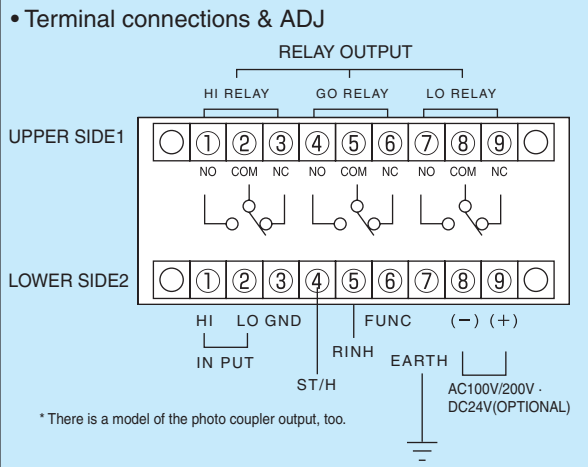 • Terminal connections & ADJ
RELAY OUTPUT
HI RELAY GO RELAY LO RELAY
UPPER SIDE1 ① ② ③ ④ ⑤ ⑥ ⑦ ⑧ ⑨
NO COM NC NO COM NC NO COM NC
LOWER SIDE2 ① ② ③ ④ ⑤ ⑥ ⑦ ⑧ ⑨
HI LO GND FUNC (−) (+)
IN PUT RINH EARTH
ST/H AC100V/200V ·
DC24V(OPTIONAL)
* There is a model of the photo coupler output, too.